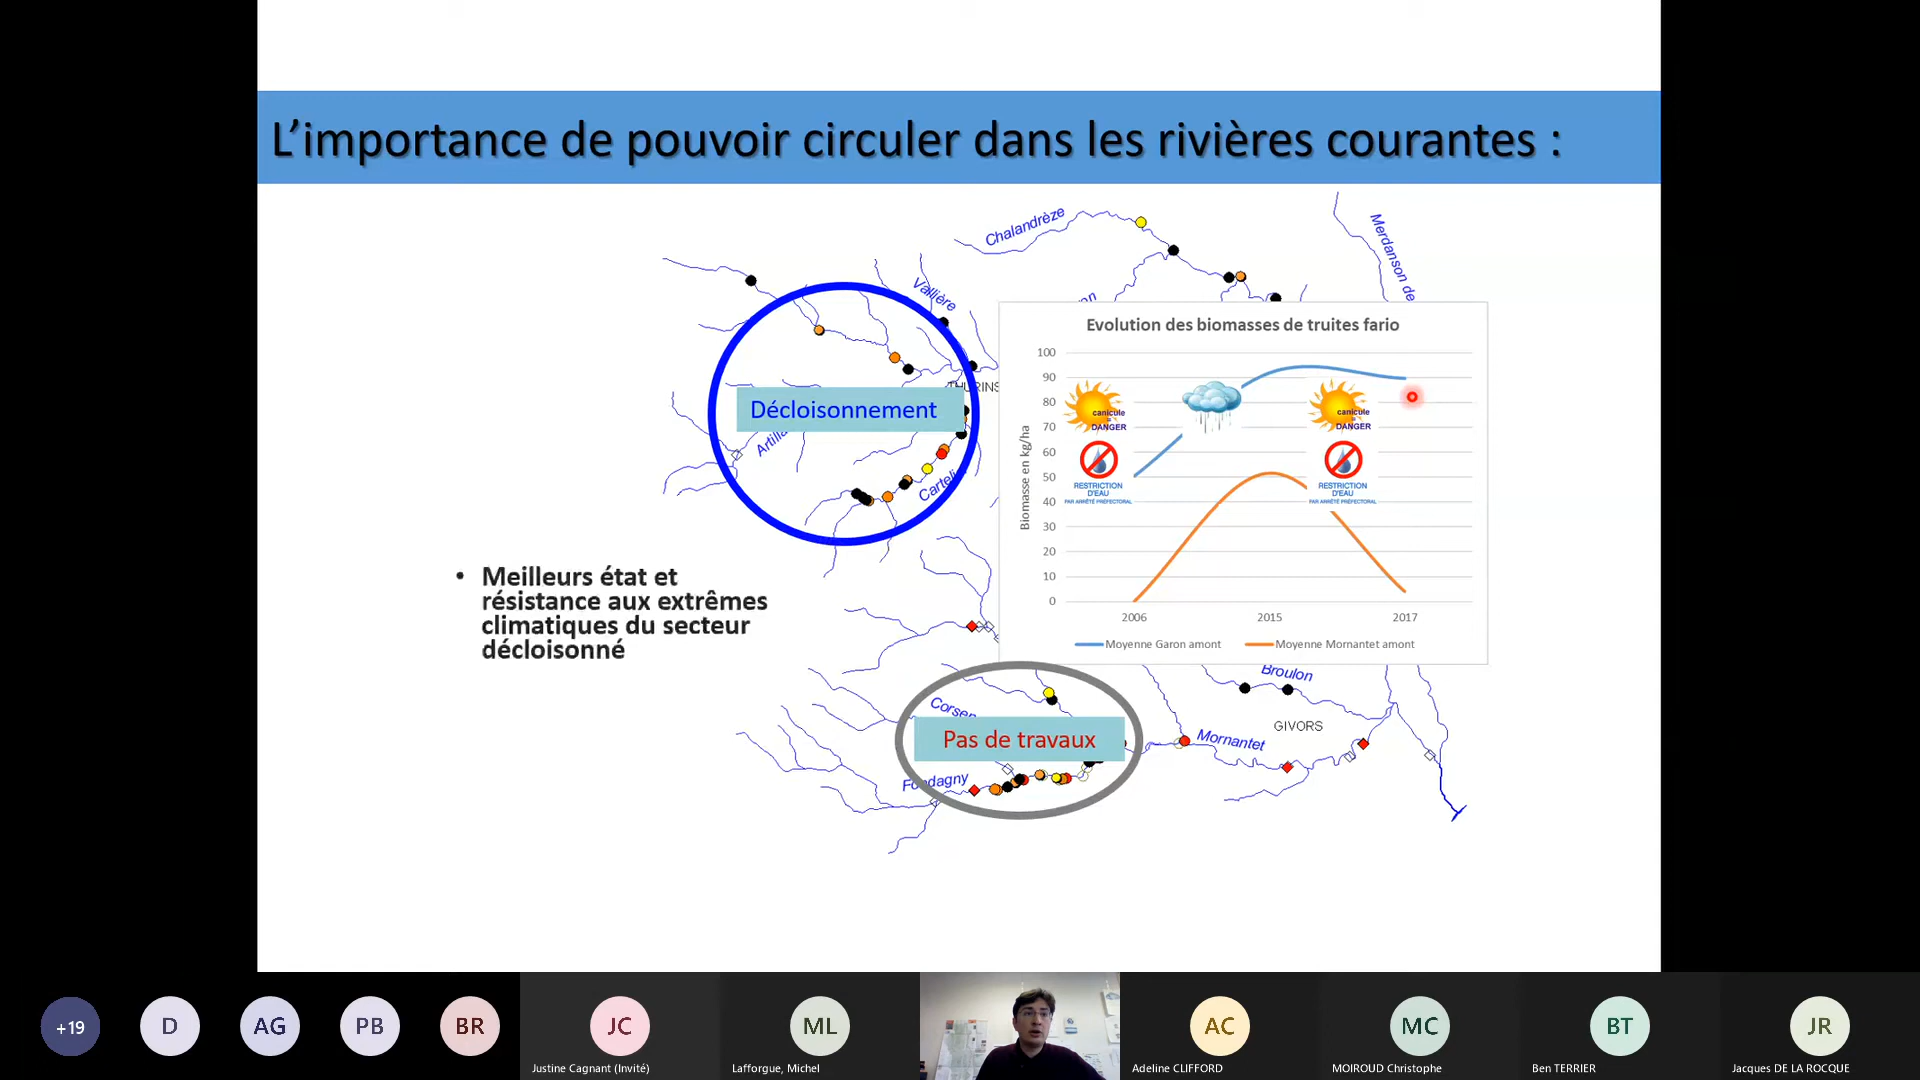 L'importance de pouvoir circuler dans les rivières courantes :
Chalandrèze
Merdanson de
Vallière
on
THURINS
Décloisonnement
Artilla
Cartelier
Evolution des biomasses de truites fario
100
90
80
70
60
50
40
30
20
10
0
Biomasse en kg/ha
canicule
DANGER
RESTRICTION
D'EAU
PAR ARRÊTÉ PRÉFECTORAL
canicule
DANGER
RESTRICTION
D'EAU
PAR ARRÊTÉ PRÉFECTORAL
2006
2015
2017
Moyenne Garon amont
Moyenne Mornantet amont
• Meilleurs état et
résistance aux extrêmes
climatiques du secteur
décloisonné
Broulon
GIVORS
Corsen
Pas de travaux
Mornantet
Fondagny
+19
D
AG
PB
BR
JC
Justine Cagnant (Invité)
ML
Lafforgue, Michel
AC
Adeline CLIFFORD
MC
MOIROUD Christophe
BT
Ben TERRIER
JR
Jacques DE LA ROCQUE